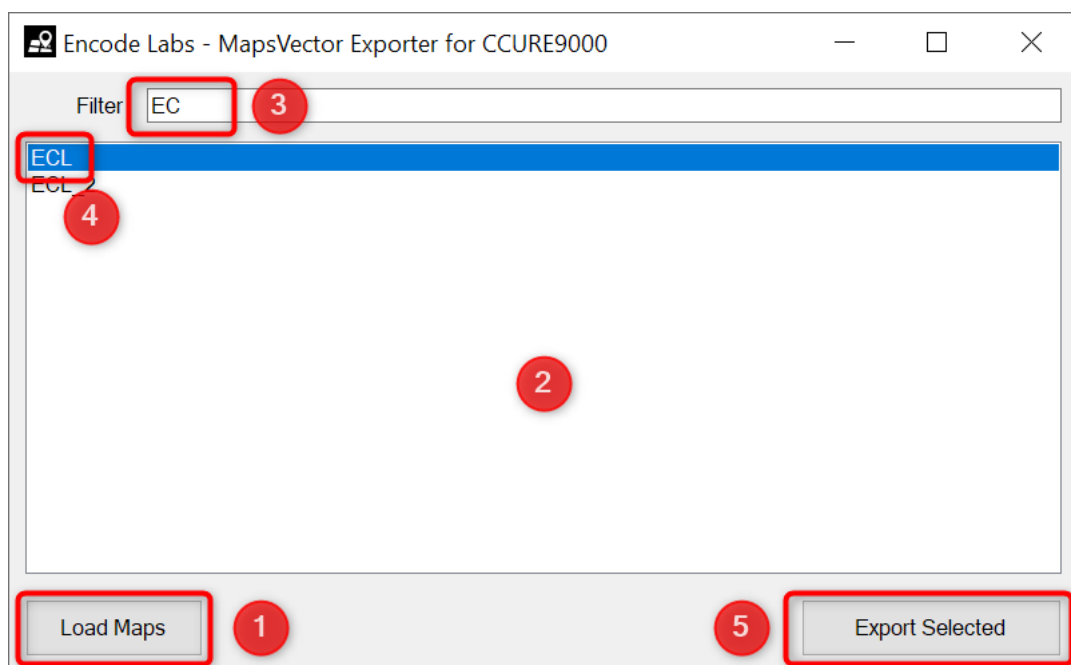 Encode Labs - MapsVector Exporter for CCURE9000
Filter EC 3
ECL
ECL_2
4
2
Load Maps 1 5 Export Selected